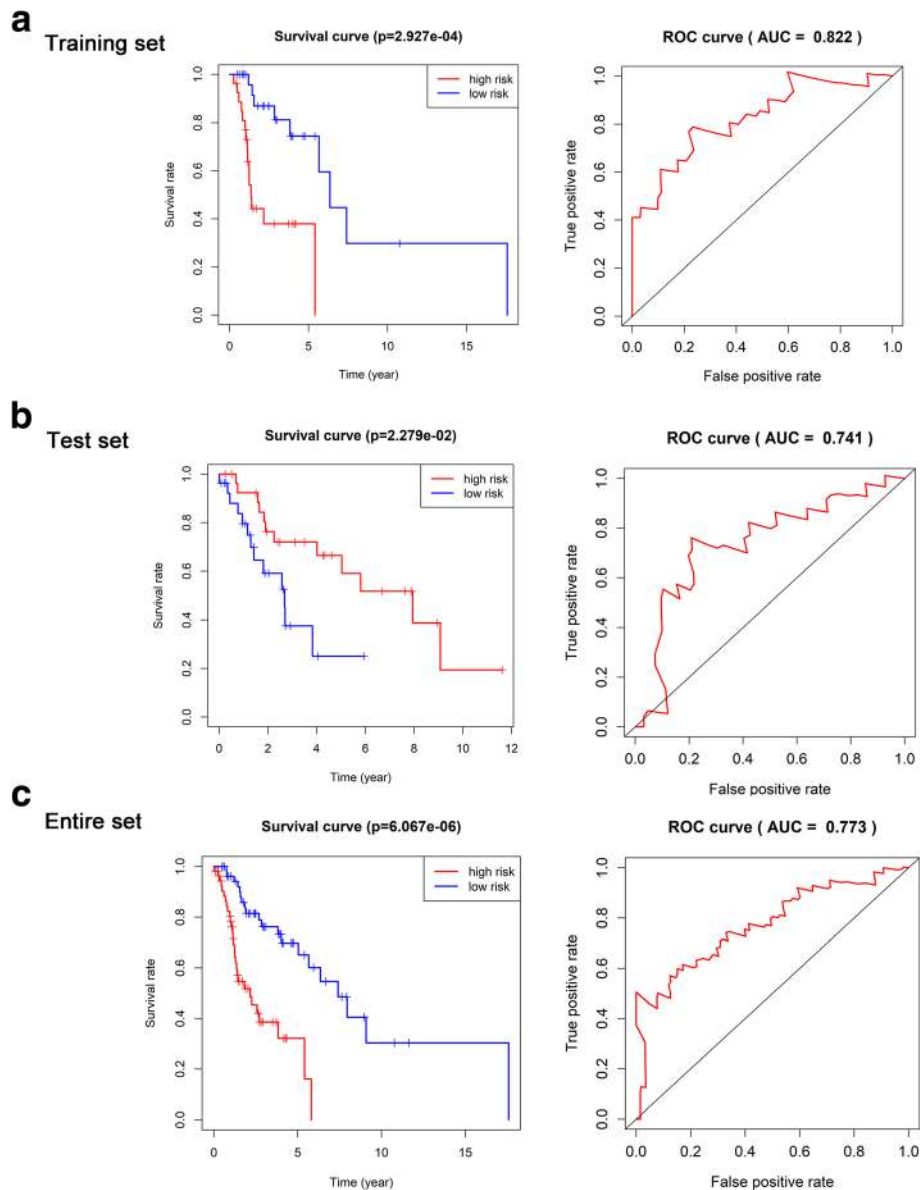 a
Training set
Survival curve (p=2.927e-04)
high risk
low risk
Survival rate
0.0 0.2 0.4 0.6 0.8 1.0
0 5 10 15
Time (year)
ROC curve ( AUC = 0.822 )
True positive rate
0.0 0.2 0.4 0.6 0.8 1.0
0.0 0.2 0.4 0.6 0.8 1.0
False positive rate
b
Test set
Survival curve (p=2.279e-02)
high risk
low risk
Survival rate
0.0 0.2 0.4 0.6 0.8 1.0
0 2 4 6 8 10 12
Time (year)
ROC curve ( AUC = 0.741 )
True positive rate
0.0 0.2 0.4 0.6 0.8 1.0
0.0 0.2 0.4 0.6 0.8 1.0
False positive rate
c
Entire set
Survival curve (p=6.067e-06)
high risk
low risk
Survival rate
0.0 0.2 0.4 0.6 0.8 1.0
0 5 10 15
Time (year)
ROC curve ( AUC = 0.773 )
True positive rate
0.0 0.2 0.4 0.6 0.8 1.0
0.0 0.2 0.4 0.6 0.8 1.0
False positive rate